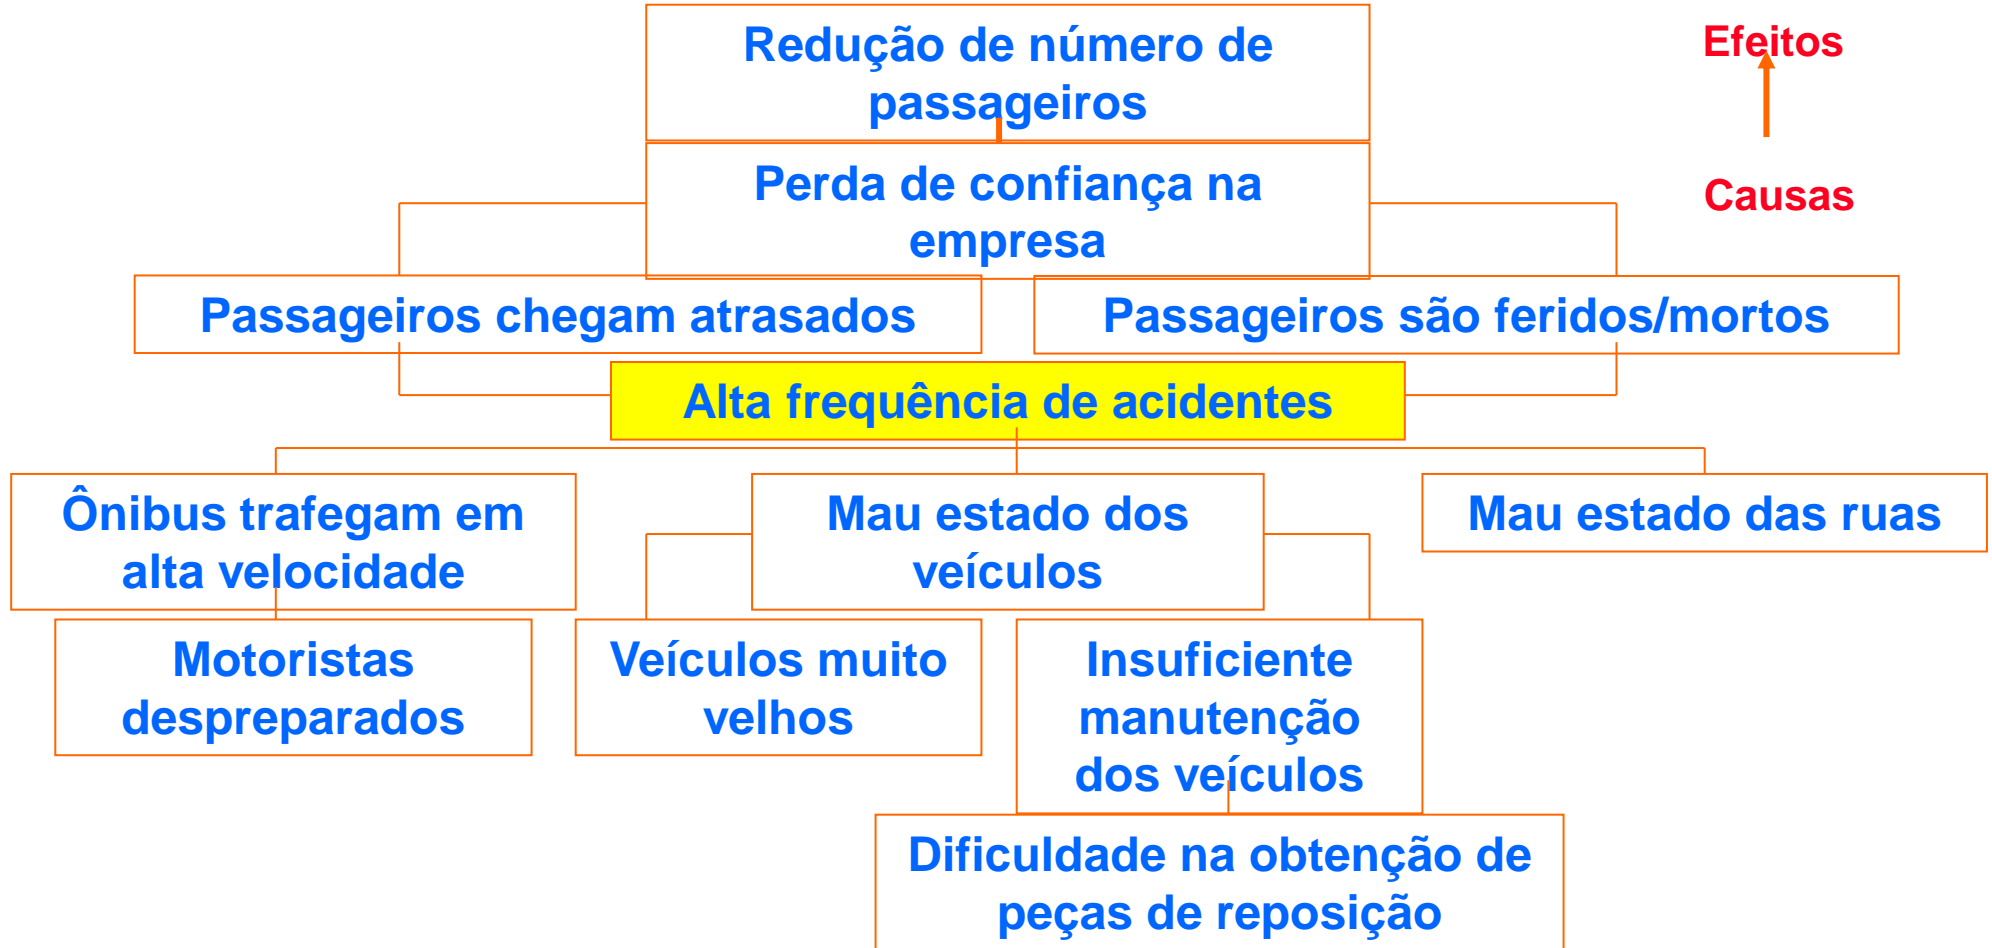 Redução de número de
passageiros
Efeitos
Perda de confiança na
empresa
Causas
Passageiros chegam atrasados
Passageiros são feridos/mortos
Alta frequência de acidentes
Ônibus trafegam em
alta velocidade
Mau estado dos
veículos
Mau estado das ruas
Motoristas
despreparados
Veículos muito
velhos
Insuficiente
manutenção
dos veículos
Dificuldade na obtenção de
peças de reposição